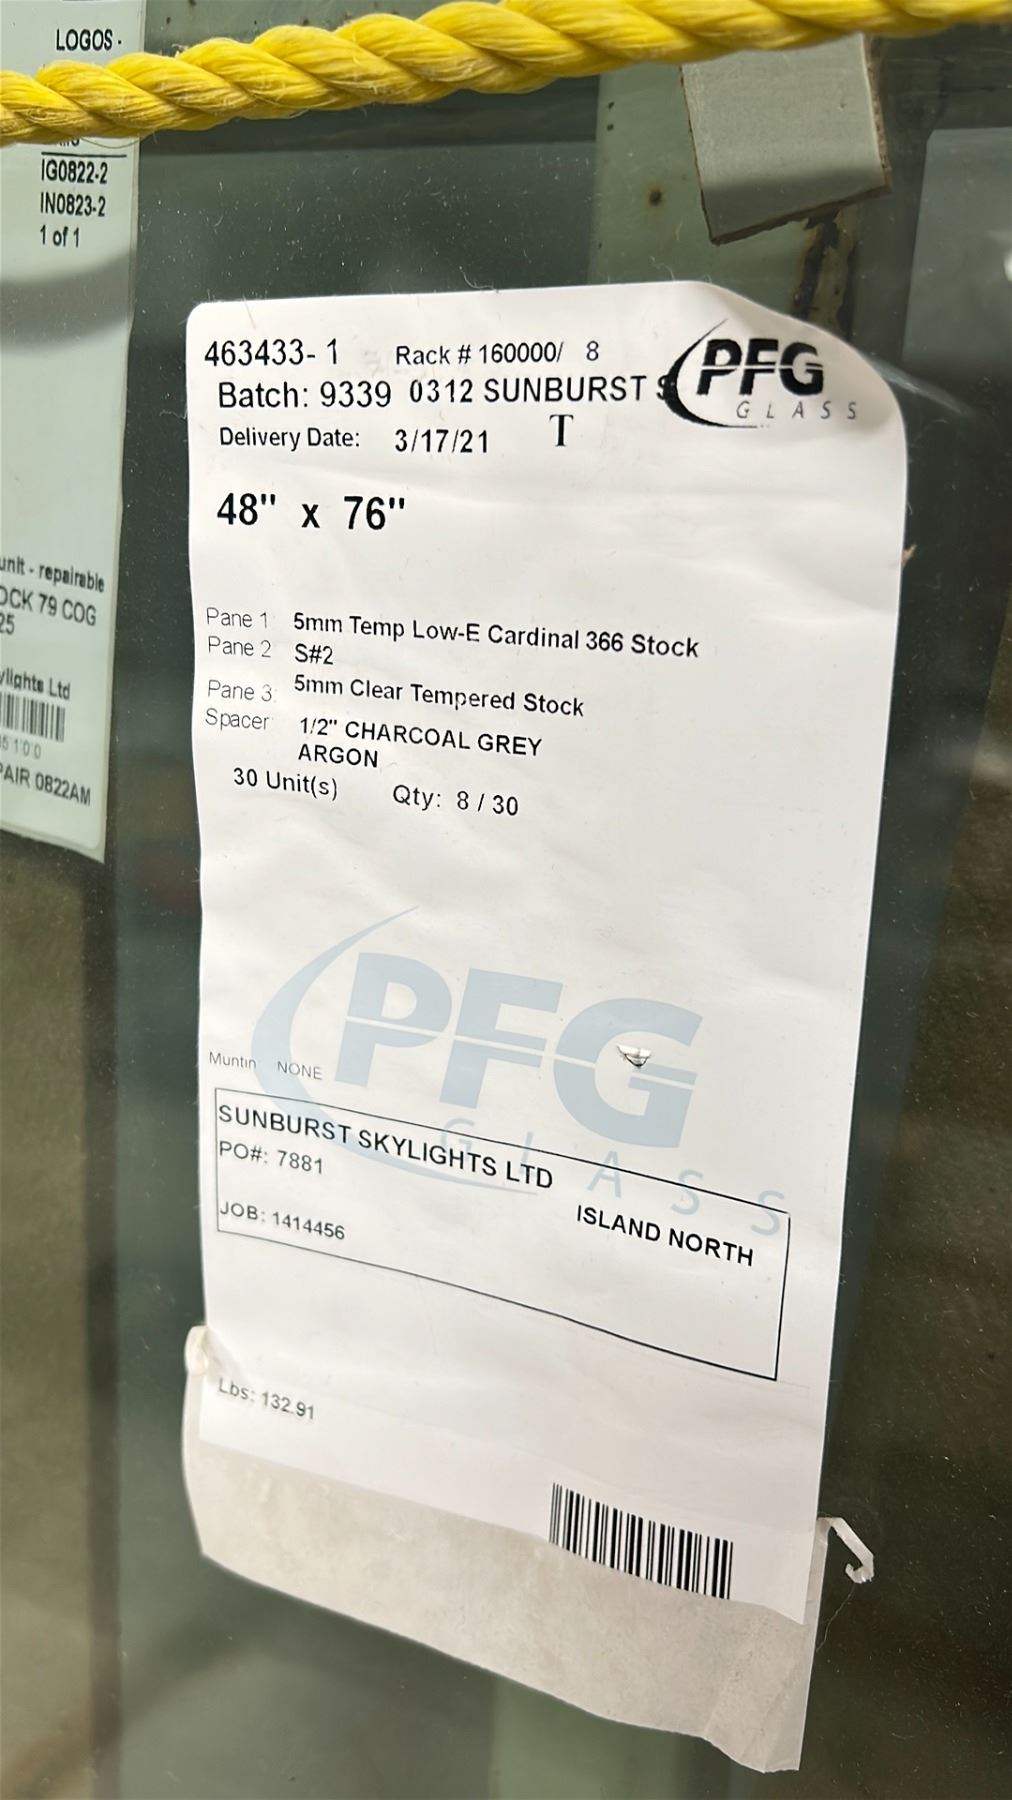 LOGOS -
IG0822-2
IN0823-2
1 of 1
unit - repairable
OCK 79 COG
25
ylights Ltd
5100
PAIR 0822AM
463433- 1 Rack # 160000/ 8
Batch: 9339 0312 SUNBURST S
PFG
GLASS
Delivery Date: 3/17/21 T
48" x 76"
Pane 1 5mm Temp Low-E Cardinal 366 Stock
Pane 2 S#2
Pane 3 5mm Clear Tempered Stock
Spacer 1/2" CHARCOAL GREY
ARGON
30 Unit(s) Qty: 8 / 30
PFG
GLASS
Muntin NONE
SUNBURST SKYLIGHTS LTD
PO#: 7881
ISLAND NORTH
JOB: 1414456
Lbs: 132.91